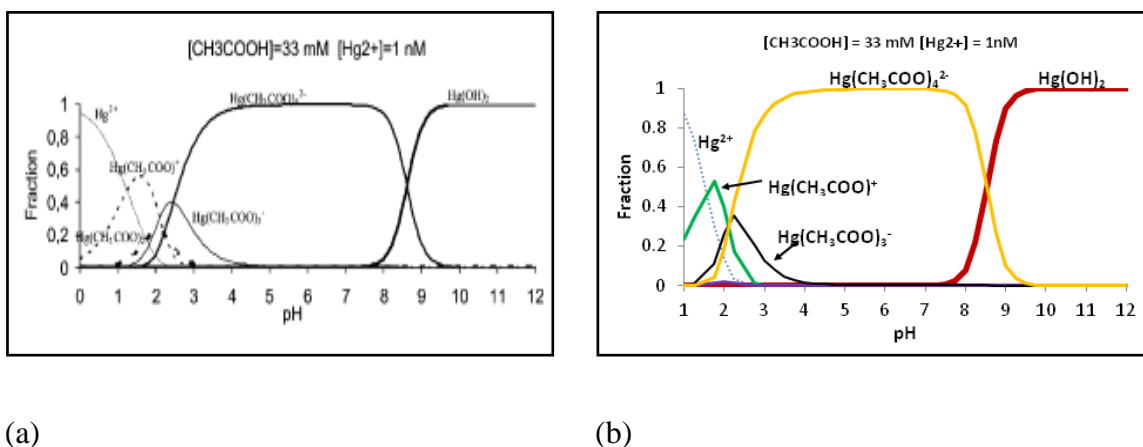 [CH3COOH]=33 mM [Hg2+]=1 nM
Hg(CH₃COO)₄²⁻
Hg(OH)₂
Hg²⁺
Hg(CH₃COO)⁺
Hg(CH₃COO)₃⁻
Fraction
1
0,8
0,6
0,4
0,2
0
0 1 2 3 4 5 6 7 8 9 10 11 12
pH
(a)
[CH3COOH] = 33 mM [Hg2+] = 1nM
Hg(CH₃COO)₄²⁻
Hg(OH)₂
Hg²⁺
Hg(CH₃COO)⁺
Hg(CH₃COO)₃⁻
Fraction
1
0.8
0.6
0.4
0.2
0
1 2 3 4 5 6 7 8 9 10 11 12
pH
(b)